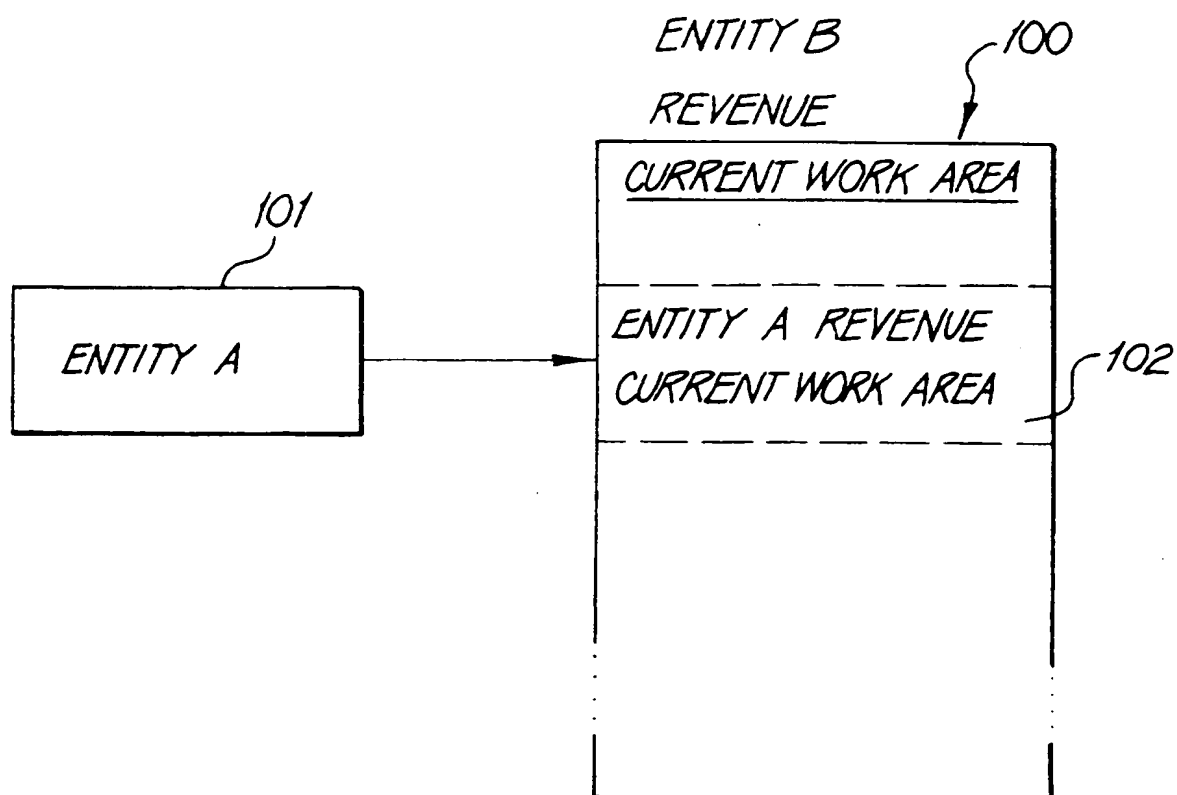 ENTITY B
REVENUE
100
CURRENT WORK AREA
101
ENTITY A
ENTITY A REVENUE
CURRENT WORK AREA
102